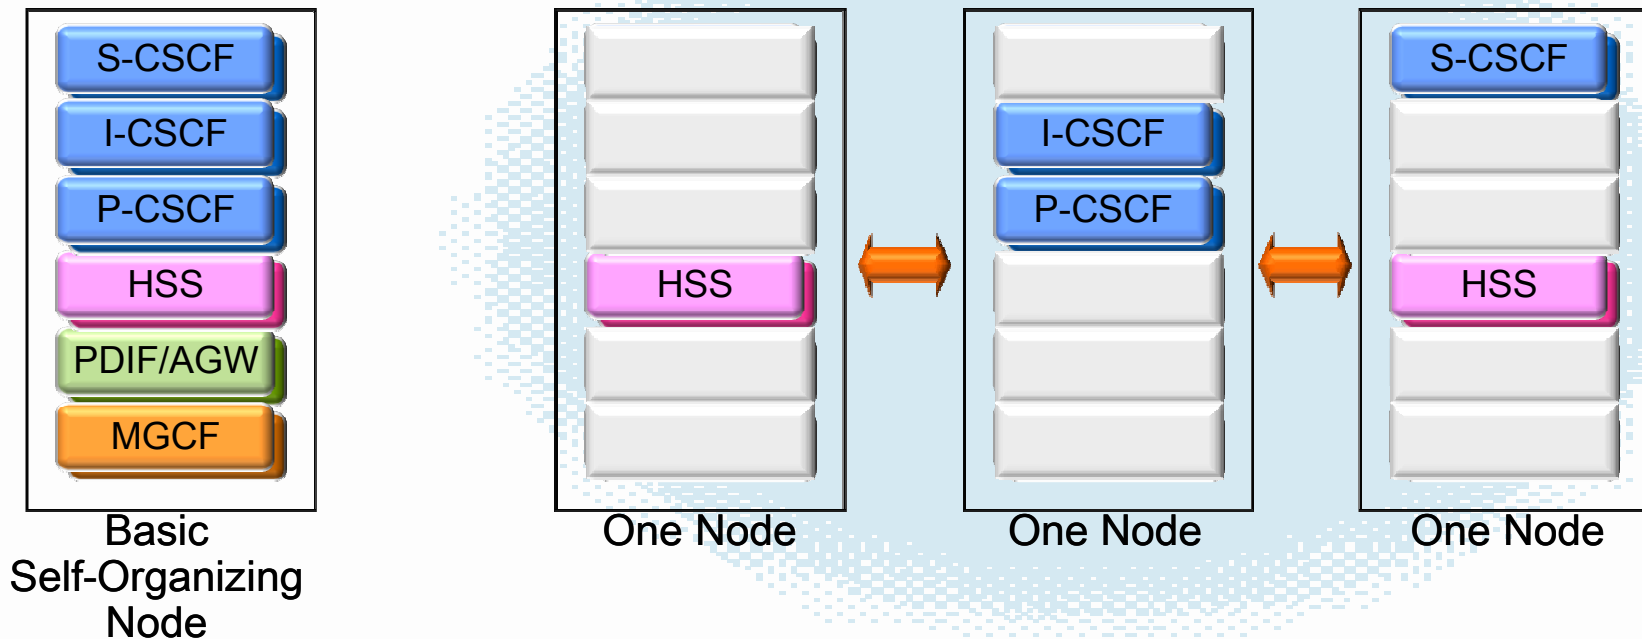 S-CSCF
I-CSCF
P-CSCF
HSS
PDIF/AGW
MGCF
Basic
Self-Organizing
Node
HSS
One Node
I-CSCF
P-CSCF
One Node
S-CSCF
HSS
One Node